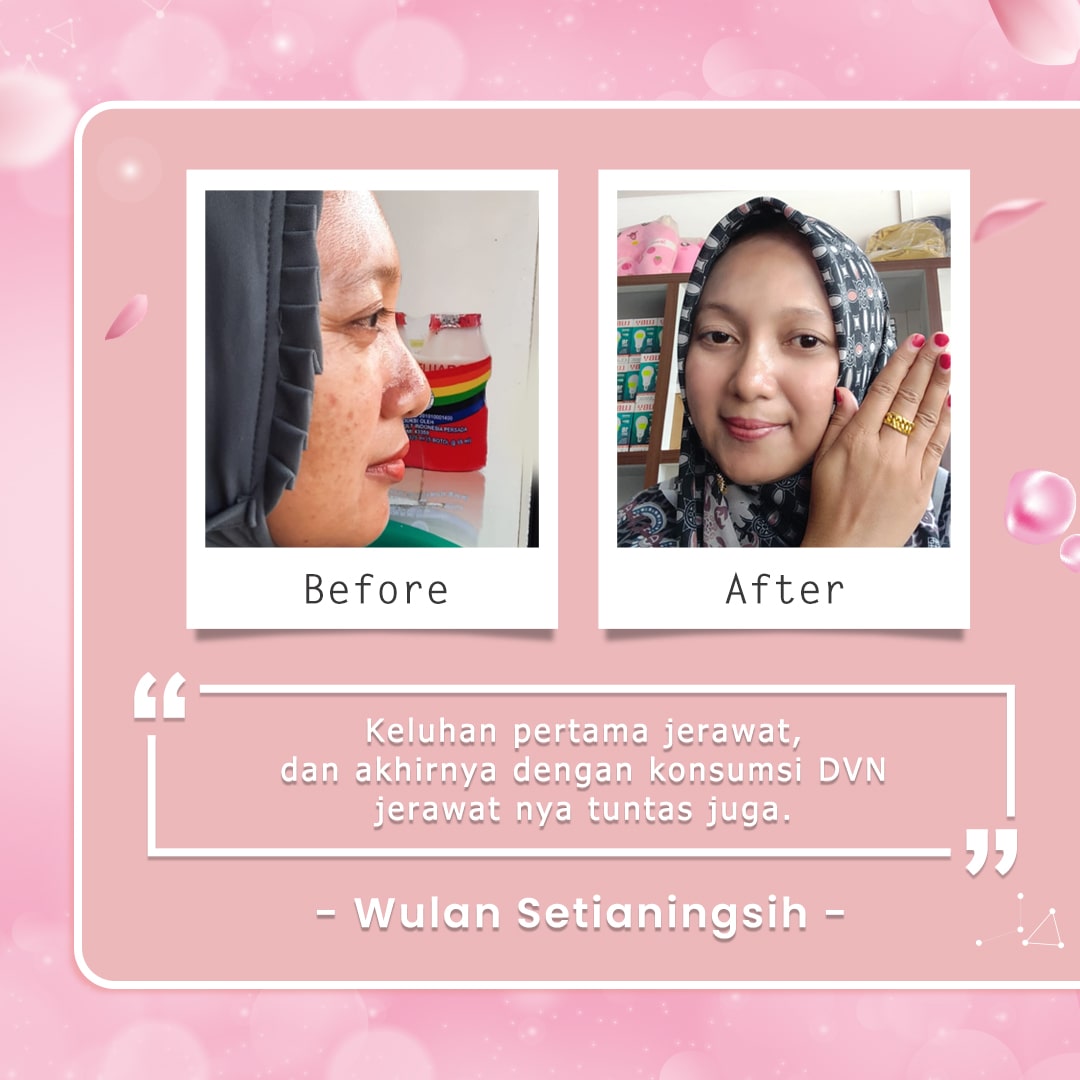 Before
After
Keluhan pertama jerawat,
dan akhirnya dengan konsumsi DVN
jerawat nya tuntas juga.
- Wulan Setianingsih -